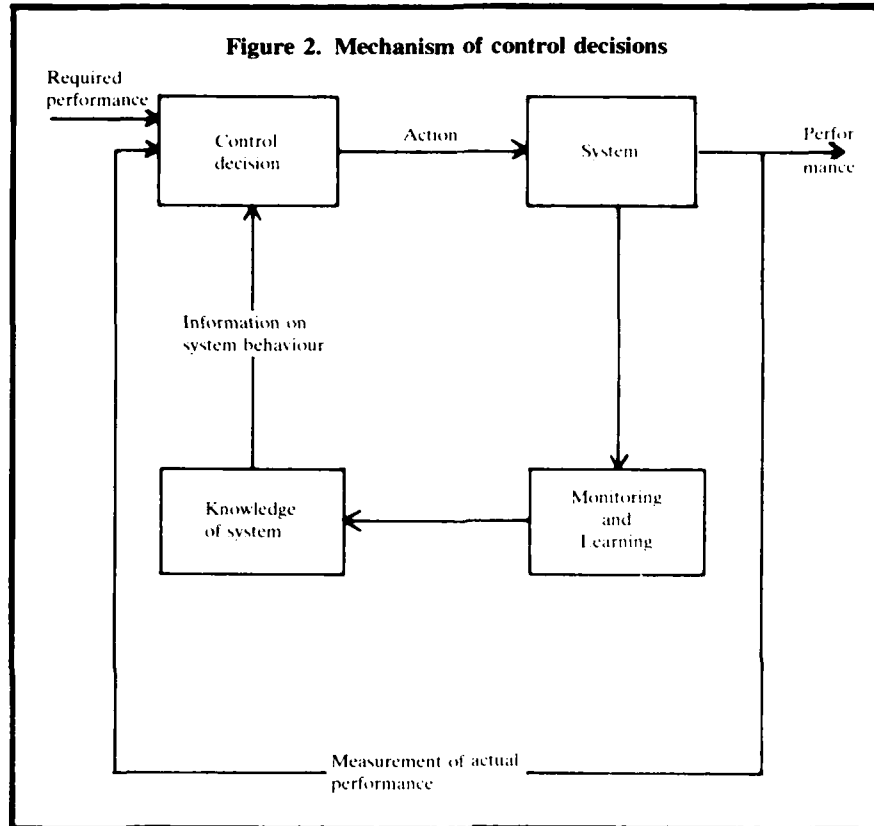 Figure 2. Mechanism of control decisions
Required
performance
Control
decision
Action
System
Perfor
mance
Information on
system behaviour
Knowledge
of system
Monitoring
and
Learning
Measurement of actual
performance